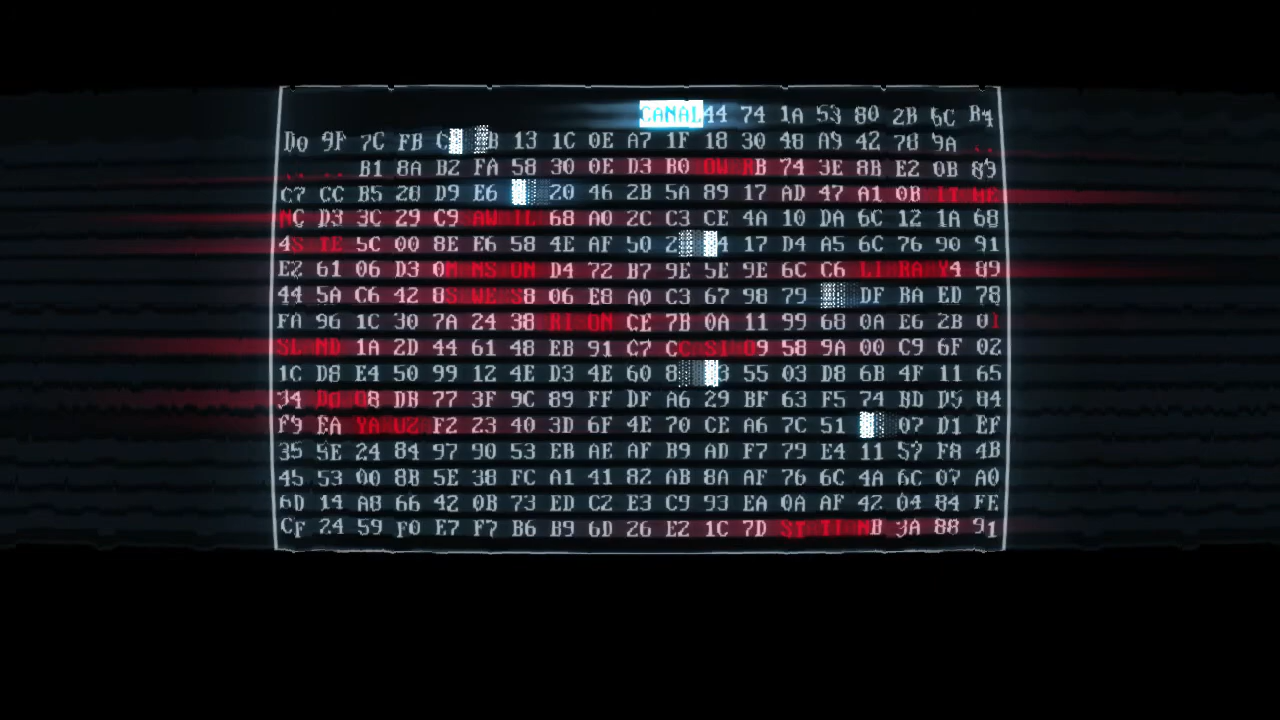 CANAL 44 74 1A 53 80 2B 6C B4
D0 9F 7C FB 13 1C 0E A7 1F 18 30 48 A9 42 78 9A
B1 8A B2 FA 58 30 0E D3 B0 74 3E 8B E2 0B 89
C7 CC B5 28 D9 E6 20 46 2B 5A 89 17 AD 47 A1 0B
D3 3C 29 C9 68 A0 2C C3 CE 4A 10 DA 6C 12 1A 68
5C 00 8E E6 58 4E AF 50 17 D4 A5 6C 76 90 91
E2 61 06 D3 D4 72 B7 9E 5E 9E 6C C6 LIBRARY 89
44 5A C6 42 06 E8 A0 C3 67 98 79 DF BA ED 78
FA 96 1C 30 7A 24 38 CE 7B 0A 11 99 68 0A E6 2B
1A 2D 44 61 48 EB 91 C7 58 9A 00 C9 6F 02
1C D8 E4 50 99 12 4E D3 4E 60 55 03 D8 6B 4F 11 65
DB 77 3F 9C 89 FF DF A6 29 BF 63 F5 74 BD D5 84
F9 EA YAKUZA F2 23 40 3D 6F 4E 70 CE A6 7C 51 07 D1 EF
35 5E 24 84 97 90 53 EB AE AF B9 AD F7 79 E4 11 57 F8 4B
45 53 00 8B 5E 38 FC A1 41 82 AB 8A AF 76 6C 4A 6C 07 A0
6D 14 A8 66 42 0B 73 ED C2 E3 C9 93 EA 0A AF 42 04 84 FE
CF 24 59 F0 E7 F7 B6 B9 6D 26 E2 1C 7D STATION 3A 88 91